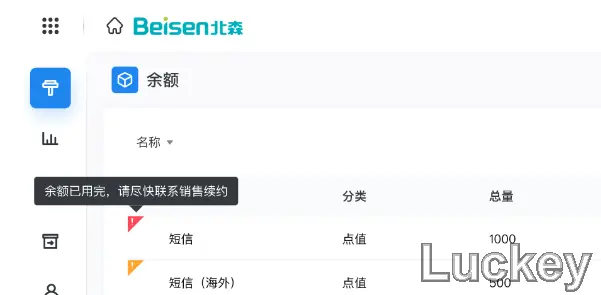 Beisen北森
余额
名称
余额已用完，请尽快联系销售续约
分类 总量
短信 点值 1000
短信（海外） 点值 500
Luckey